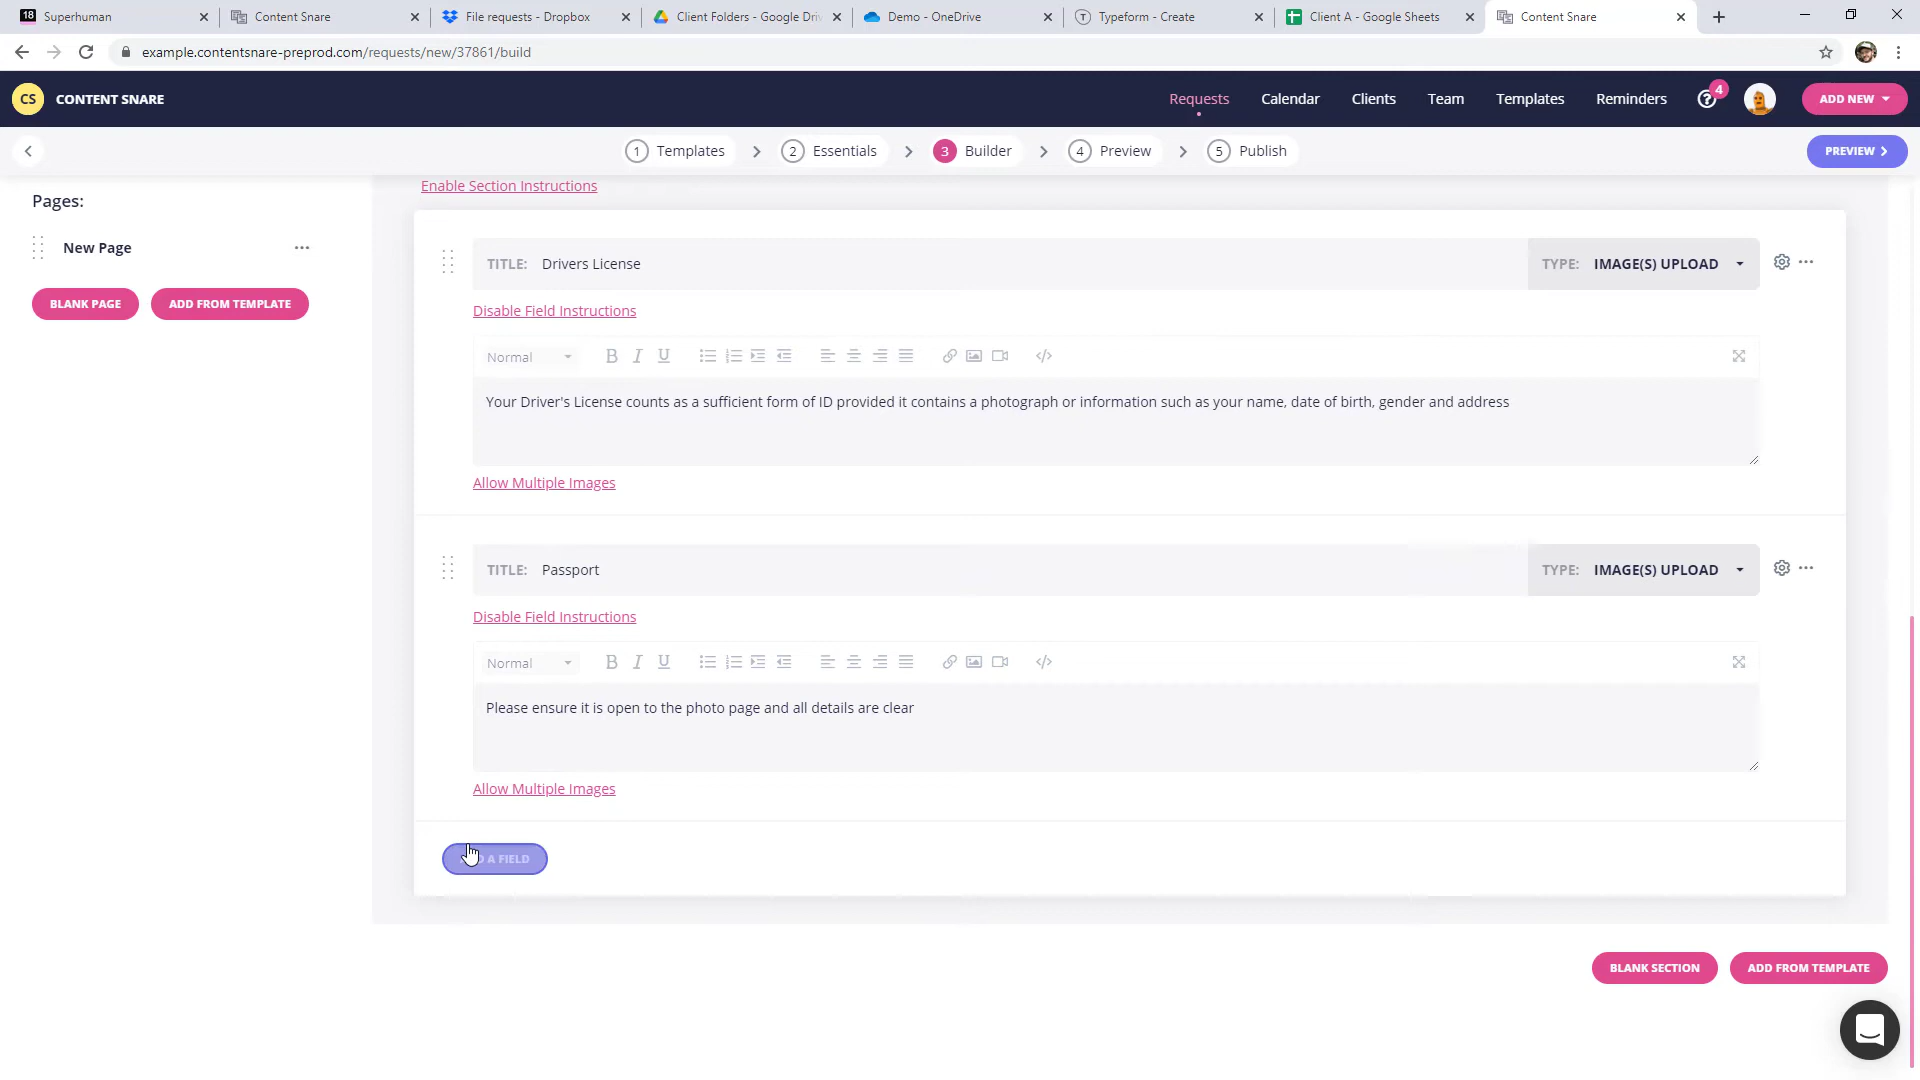 18 Superhuman
Content Snare
File requests - Dropbox
Client Folders - Google Dri
Demo - OneDrive
Typeform - Create
Client A - Google Sheets
Content Snare
example.contentsnare-preprod.com/requests/new/37861/build
CS CONTENT SNARE
Requests
Calendar
Clients
Team
Templates
Reminders
? 4
ADD NEW
1 Templates
2 Essentials
3 Builder
4 Preview
5 Publish
PREVIEW
Pages:
New Page
BLANK PAGE
ADD FROM TEMPLATE
Enable Section Instructions
TITLE: Drivers License
TYPE: IMAGE(S) UPLOAD
Disable Field Instructions
Normal B I U </>
Your Driver's License counts as a sufficient form of ID provided it contains a photograph or information such as your name, date of birth, gender and address
Allow Multiple Images
TITLE: Passport
TYPE: IMAGE(S) UPLOAD
Disable Field Instructions
Normal B I U </>
Please ensure it is open to the photo page and all details are clear
Allow Multiple Images
A FIELD
BLANK SECTION
ADD FROM TEMPLATE